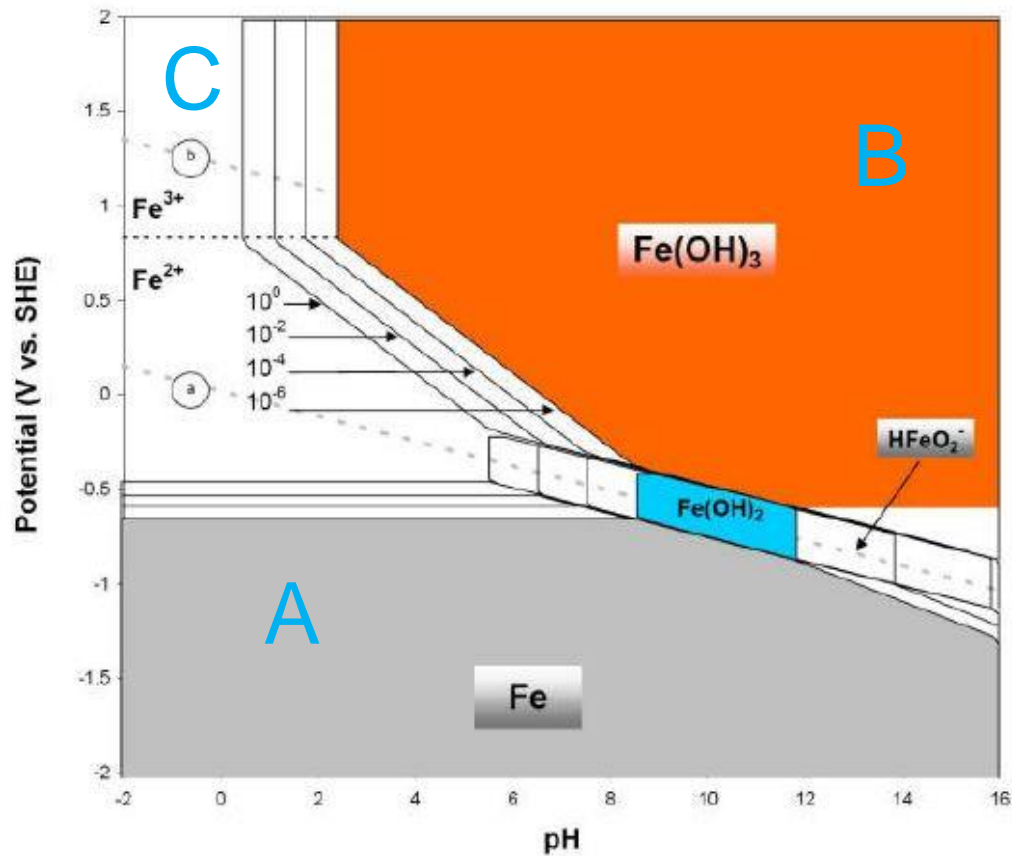 2
C
1.5
B
b
1
Fe³⁺
Fe(OH)₃
Fe²⁺
0.5
10⁰
10⁻²
10⁻⁴
10⁻⁶
0
a
HFeO₂⁻
-0.5
Fe(OH)₂
-1
A
-1.5
Fe
-2
-2 0 2 4 6 8 10 12 14 16
pH
Potential (V vs. SHE)